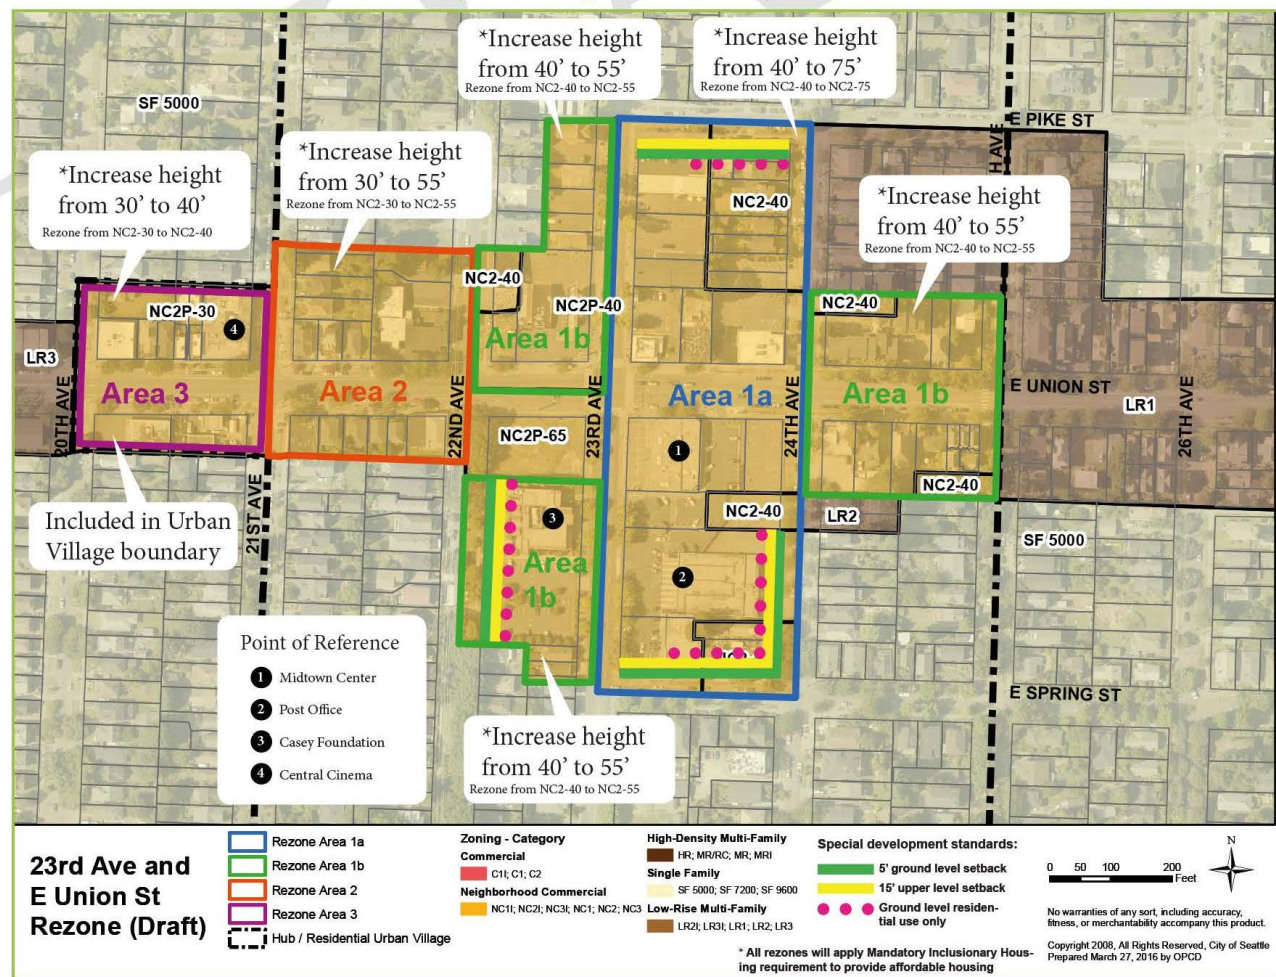 *Increase height
from 40’ to 55’
Rezone from NC2-40 to NC2-55
*Increase height
from 40’ to 75’
Rezone from NC2-40 to NC2-75
SF 5000
E PIKE ST
H AVE
*Increase height
from 30’ to 55’
Rezone from NC2-30 to NC2-55
*Increase height
from 30’ to 40’
Rezone from NC2-30 to NC2-40
*Increase height
from 40’ to 55’
Rezone from NC2-40 to NC2-55
NC2-40
NC2-40
NC2P-40
NC2-40
NC2P-30
4
LR3
Area 3
Area 2
Area 1b
Area 1a
Area 1b
E UNION ST
LR1
20TH AVE
21ST AVE
22ND AVE
23RD AVE
24TH AVE
26TH AVE
NC2P-65
1
NC2-40
NC2-40
LR2
SF 5000
Included in Urban
Village boundary
3
Area
1b
2
E SPRING ST
Point of Reference
1 Midtown Center
2 Post Office
3 Casey Foundation
4 Central Cinema
*Increase height
from 40’ to 55’
Rezone from NC2-40 to NC2-55
23rd Ave and
E Union St
Rezone (Draft)
Rezone Area 1a
Rezone Area 1b
Rezone Area 2
Rezone Area 3
Hub / Residential Urban Village
Zoning - Category
Commercial
C1I; C1; C2
Neighborhood Commercial
NC1I; NC2I; NC3I; NC1; NC2; NC3
High-Density Multi-Family
HR; MR/RC; MR; MRI
Single Family
SF 5000; SF 7200; SF 9600
Low-Rise Multi-Family
LR2I; LR3I; LR1; LR2; LR3
Special development standards:
5’ ground level setback
15’ upper level setback
Ground level residen-
tial use only
* All rezones will apply Mandatory Inclusionary Hous-
ing requirement to provide affordable housing
0 50 100 200
Feet
N
No warranties of any sort, including accuracy,
fitness, or merchantability accompany this product.
Copyright 2008, All Rights Reserved, City of Seattle
Prepared March 27, 2016 by OPCD